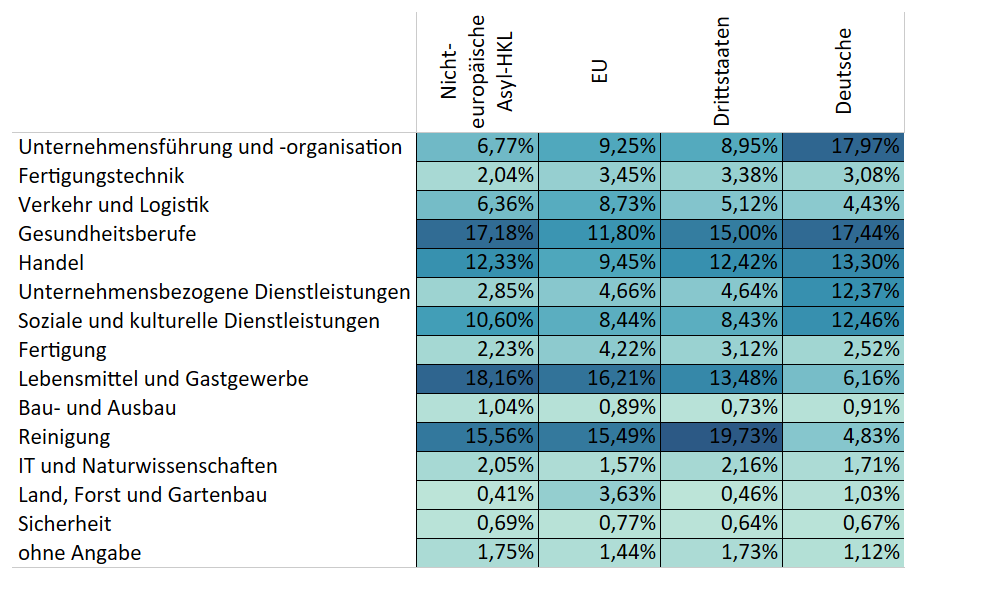 Nicht-
europäische
Asyl-HKL
EU
Drittstaaten
Deutsche
Unternehmensführung und -organisation 6,77% 9,25% 8,95% 17,97%
Fertigungstechnik 2,04% 3,45% 3,38% 3,08%
Verkehr und Logistik 6,36% 8,73% 5,12% 4,43%
Gesundheitsberufe 17,18% 11,80% 15,00% 17,44%
Handel 12,33% 9,45% 12,42% 13,30%
Unternehmensbezogene Dienstleistungen 2,85% 4,66% 4,64% 12,37%
Soziale und kulturelle Dienstleistungen 10,60% 8,44% 8,43% 12,46%
Fertigung 2,23% 4,22% 3,12% 2,52%
Lebensmittel und Gastgewerbe 18,16% 16,21% 13,48% 6,16%
Bau- und Ausbau 1,04% 0,89% 0,73% 0,91%
Reinigung 15,56% 15,49% 19,73% 4,83%
IT und Naturwissenschaften 2,05% 1,57% 2,16% 1,71%
Land, Forst und Gartenbau 0,41% 3,63% 0,46% 1,03%
Sicherheit 0,69% 0,77% 0,64% 0,67%
ohne Angabe 1,75% 1,44% 1,73% 1,12%